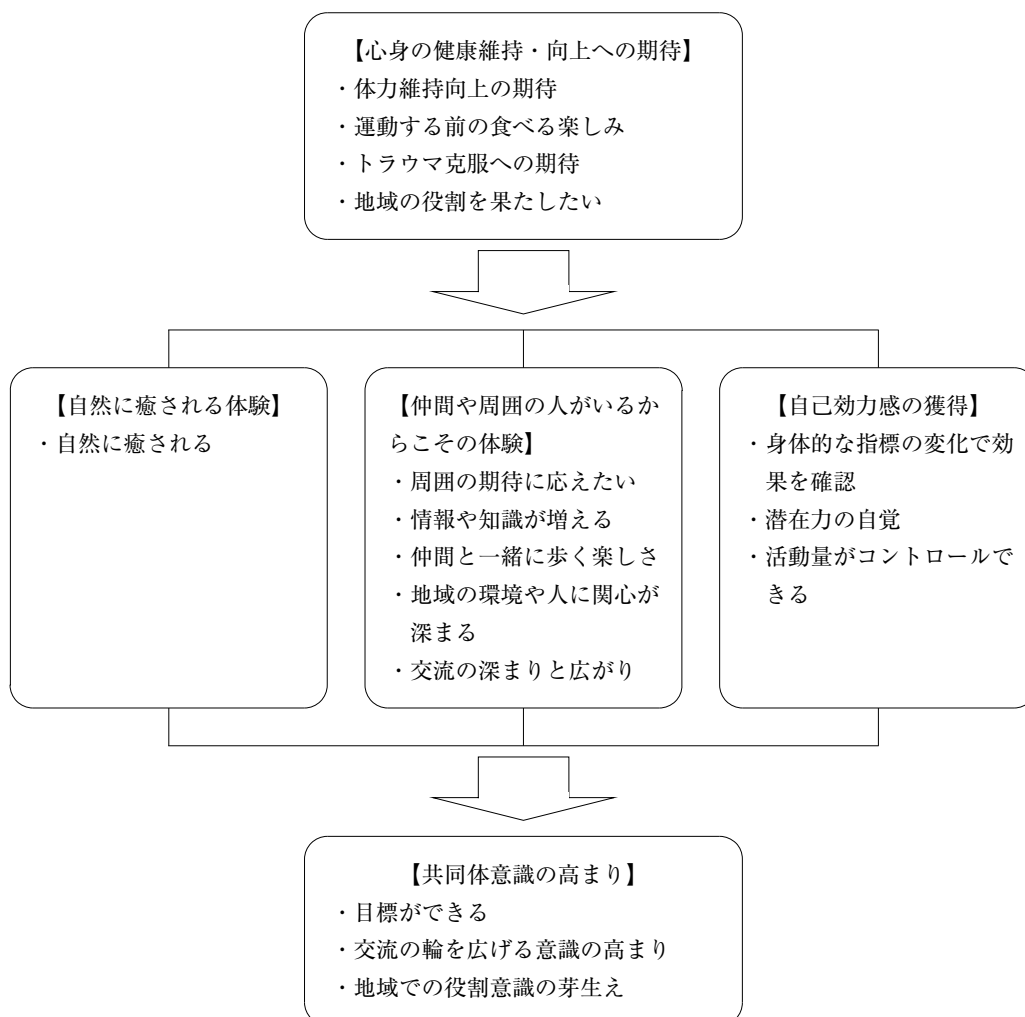 【心身の健康維持・向上への期待】
・体力維持向上の期待
・運動する前の食べる楽しみ
・トラウマ克服への期待
・地域の役割を果たしたい
【自然に癒される体験】
・自然に癒される
【仲間や周囲の人がいるか
らこその体験】
・周囲の期待に応えたい
・情報や知識が増える
・仲間と一緒に歩く楽しさ
・地域の環境や人に関心が
深まる
・交流の深まりと広がり
【自己効力感の獲得】
・身体的な指標の変化で効
果を確認
・潜在力の自覚
・活動量がコントロールで
きる
【共同体意識の高まり】
・目標ができる
・交流の輪を広げる意識の高まり
・地域での役割意識の芽生え